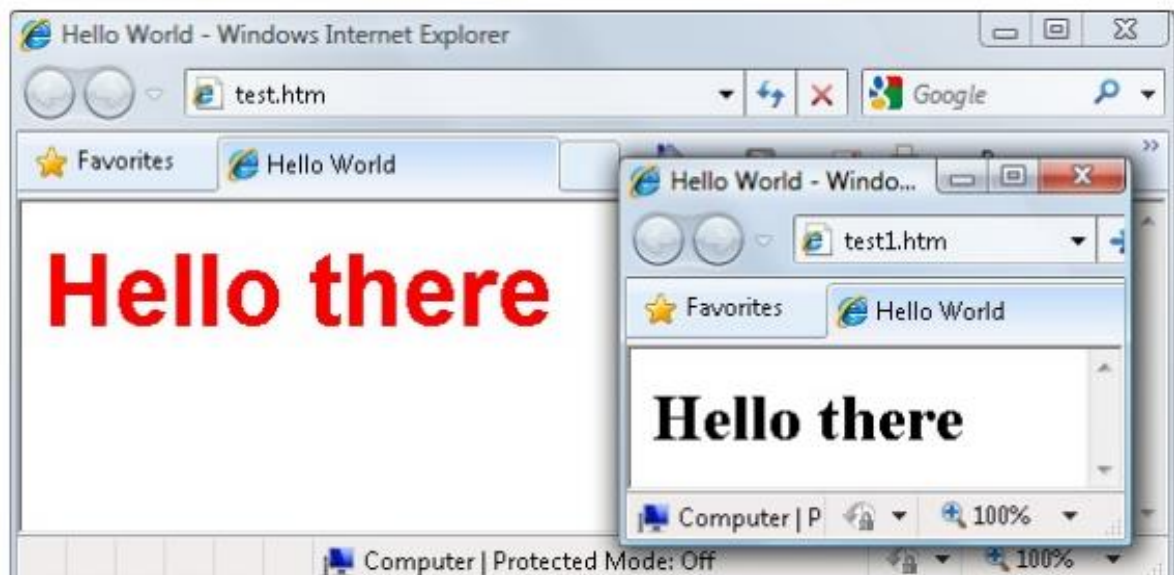 Hello World - Windows Internet Explorer
test.htm
Google
Favorites
Hello World
»
Hello there
Computer | Protected Mode: Off
100%
Hello World - Windo...
test1.htm
Favorites
Hello World
Hello there
Computer | P
100%